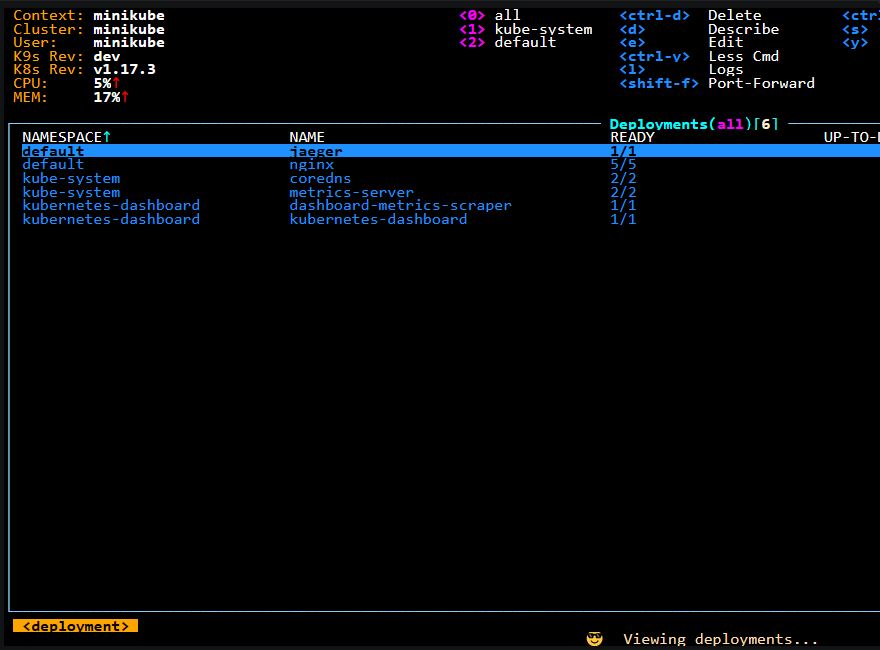 Context: minikube <0> all <ctrl-d> Delete
Cluster: minikube <1> kube-system <d> Describe <s>
User: minikube <2> default <e> Edit <y>
K9s Rev: dev <ctrl-y> Less Cmd
K8s Rev: v1.17.3 <l> Logs
CPU: 5%↑ <shift-f> Port-Forward
MEM: 17%↑
Deployments(all)[6]
NAMESPACE↑ NAME READY UP-TO-
default jaeger 1/1
default nginx 5/5
kube-system coredns 2/2
kube-system metrics-server 2/2
kubernetes-dashboard dashboard-metrics-scraper 1/1
kubernetes-dashboard kubernetes-dashboard 1/1
<deployment>
Viewing deployments...